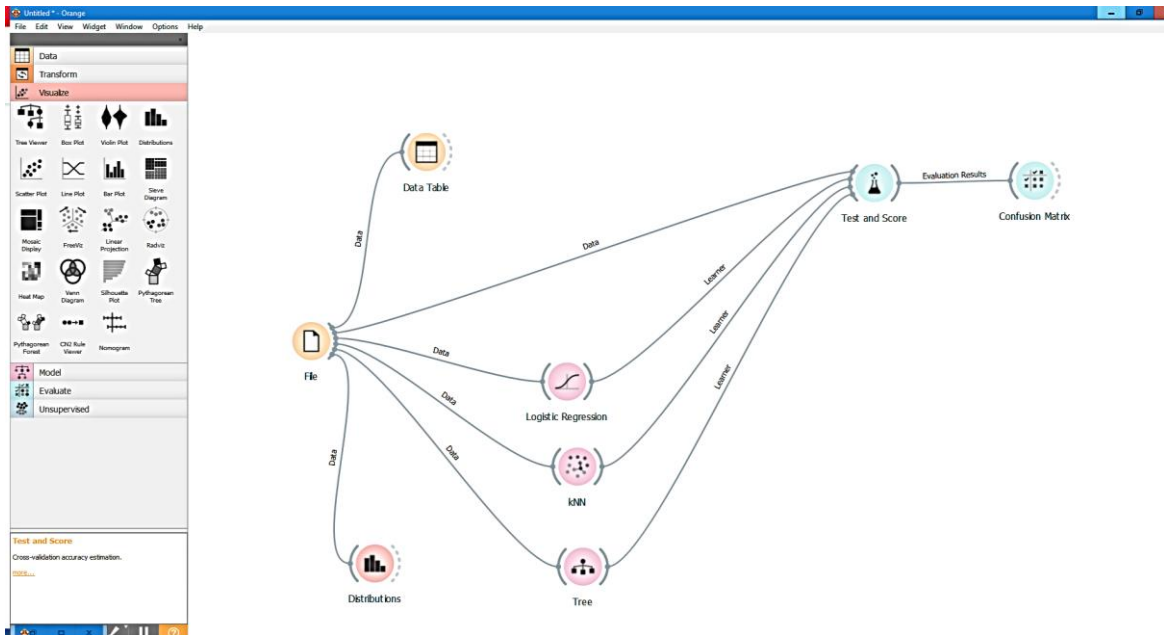 Untitled * - Orange
File Edit View Widget Window Options Help
Data
Transform
Visualize
Tree Viewer Box Plot Violin Plot Distributions
Scatter Plot Line Plot Bar Plot Sieve Diagram
Mosaic Display FreeViz Linear Projection Radviz
Heat Map Venn Diagram Silhouette Plot Pythagorean Tree
Pythagorean Forest CN2 Rule Viewer Nomogram
Model
Evaluate
Unsupervised
Test and Score
Cross-validation accuracy estimation.
more...
Data Table
Data
File
Data
Data
Data
Data
Data
Distributions
Logistic Regression
kNN
Tree
Learner
Learner
Learner
Test and Score
Evaluation Results
Confusion Matrix